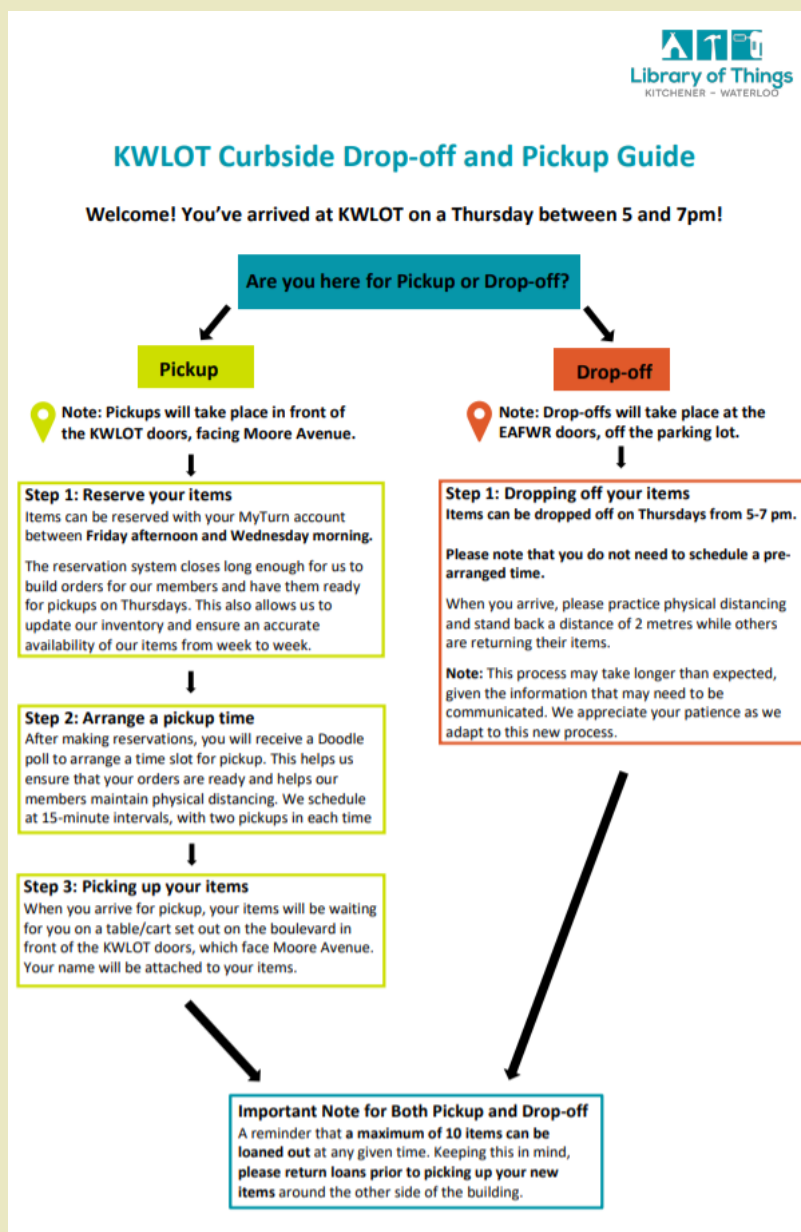 Library of Things
KITCHENER – WATERLOO
KWLOT Curbside Drop-off and Pickup Guide
Welcome! You've arrived at KWLOT on a Thursday between 5 and 7pm!
Are you here for Pickup or Drop-off?
Pickup
Note: Pickups will take place in front of
the KWLOT doors, facing Moore Avenue.
Step 1: Reserve your items
Items can be reserved with your MyTurn account
between Friday afternoon and Wednesday morning.
The reservation system closes long enough for us to
build orders for our members and have them ready
for pickups on Thursdays. This also allows us to
update our inventory and ensure an accurate
availability of our items from week to week.
Step 2: Arrange a pickup time
After making reservations, you will receive a Doodle
poll to arrange a time slot for pickup. This helps us
ensure that your orders are ready and helps our
members maintain physical distancing. We schedule
at 15-minute intervals, with two pickups in each time
Step 3: Picking up your items
When you arrive for pickup, your items will be waiting
for you on a table/cart set out on the boulevard in
front of the KWLOT doors, which face Moore Avenue.
Your name will be attached to your items.
Drop-off
Note: Drop-offs will take place at the
EAFWR doors, off the parking lot.
Step 1: Dropping off your items
Items can be dropped off on Thursdays from 5-7 pm.
Please note that you do not need to schedule a pre-
arranged time.
When you arrive, please practice physical distancing
and stand back a distance of 2 metres while others
are returning their items.
Note: This process may take longer than expected,
given the information that may need to be
communicated. We appreciate your patience as we
adapt to this new process.
Important Note for Both Pickup and Drop-off
A reminder that a maximum of 10 items can be
loaned out at any given time. Keeping this in mind,
please return loans prior to picking up your new
items around the other side of the building.